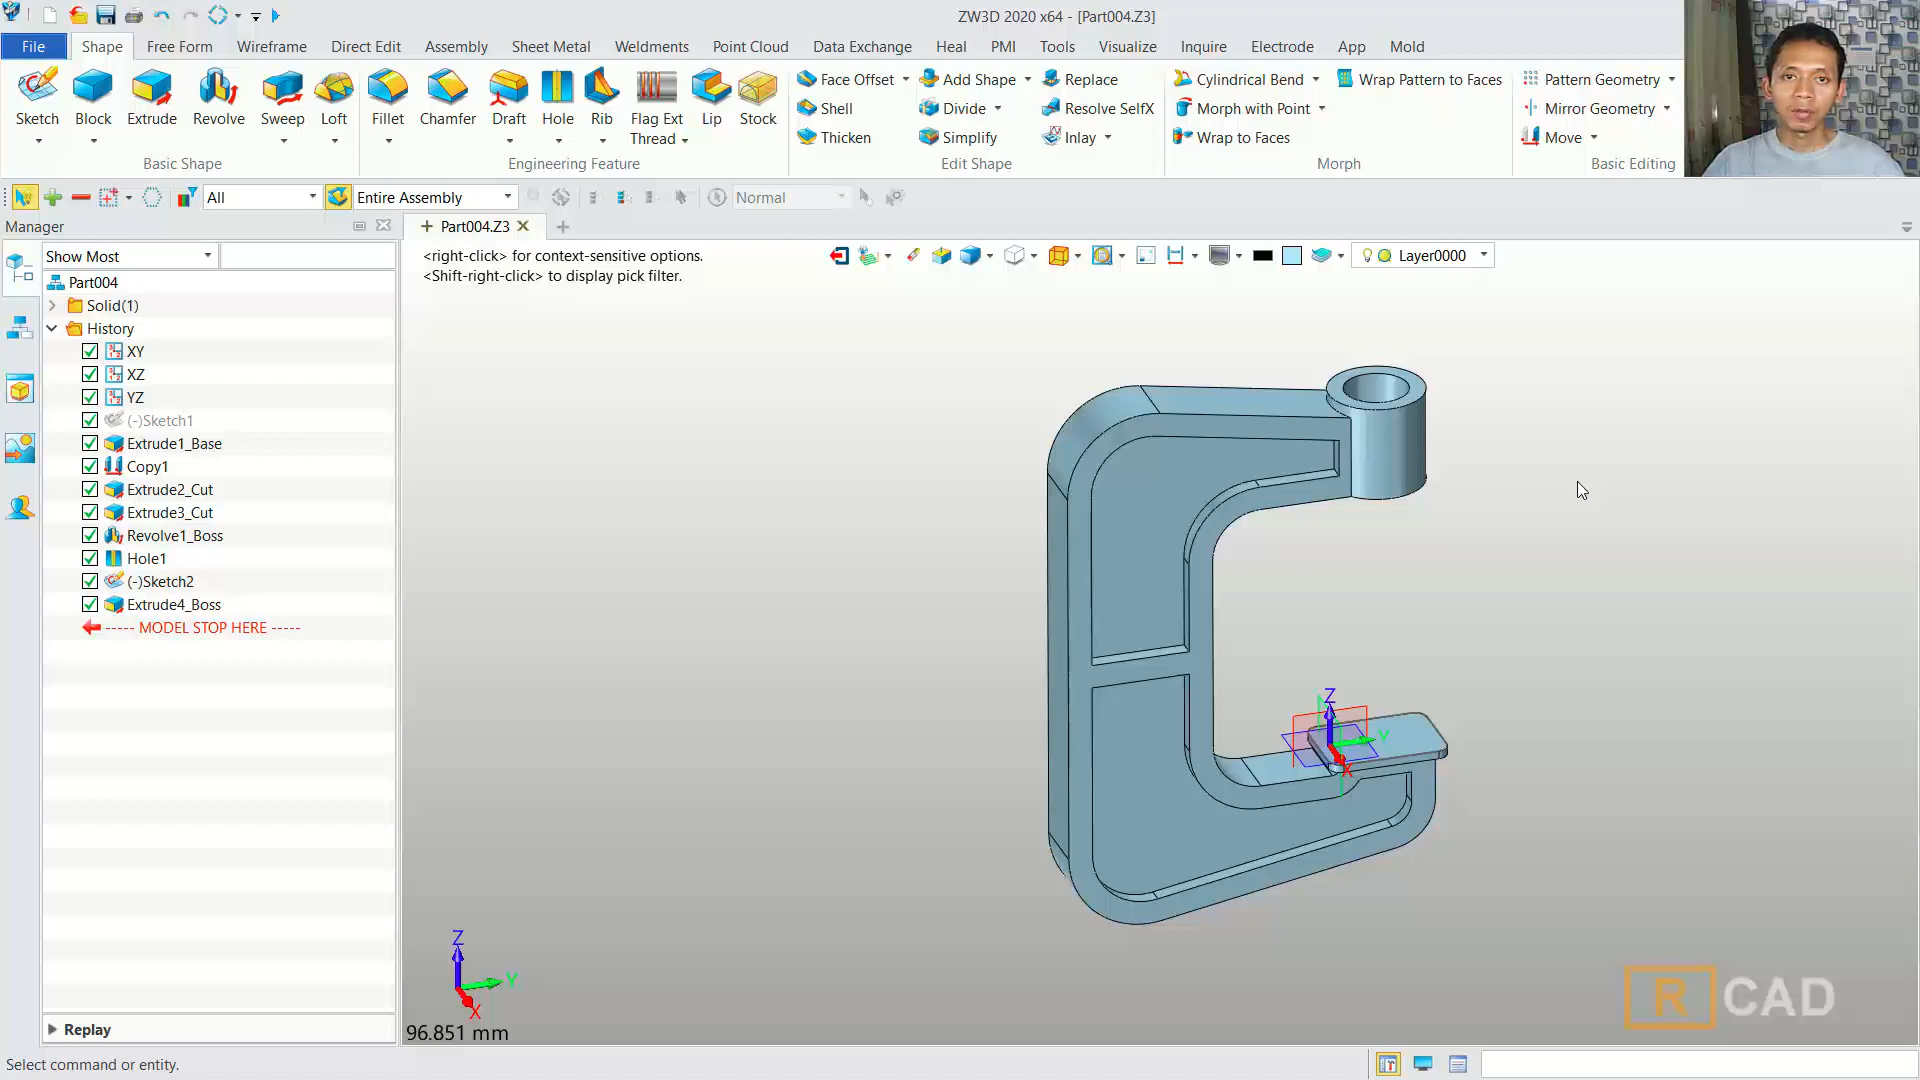 ZW3D 2020 x64 - [Part004.Z3]
File Shape Free Form Wireframe Direct Edit Assembly Sheet Metal Weldments Point Cloud Data Exchange Heal PMI Tools Visualize Inquire Electrode App Mold
Sketch Block Extrude Revolve Sweep Loft
Basic Shape
Fillet Chamfer Draft Hole Rib Flag Ext Thread Lip Stock
Engineering Feature
Face Offset Add Shape Replace
Shell Divide Resolve SelfX
Thicken Simplify Inlay
Edit Shape
Cylindrical Bend Wrap Pattern to Faces
Morph with Point
Wrap to Faces
Morph
Pattern Geometry
Mirror Geometry
Move
Basic Editing
All Entire Assembly Normal
Manager
Part004.Z3
Show Most
<right-click> for context-sensitive options.
<Shift-right-click> to display pick filter.
Layer0000
Part004
Solid(1)
History
XY
XZ
YZ
(-)Sketch1
Extrude1_Base
Copy1
Extrude2_Cut
Extrude3_Cut
Revolve1_Boss
Hole1
(-)Sketch2
Extrude4_Boss
----- MODEL STOP HERE -----
Z
Y
X
Z
Y
X
R CAD
Replay
96.851 mm
Select command or entity.